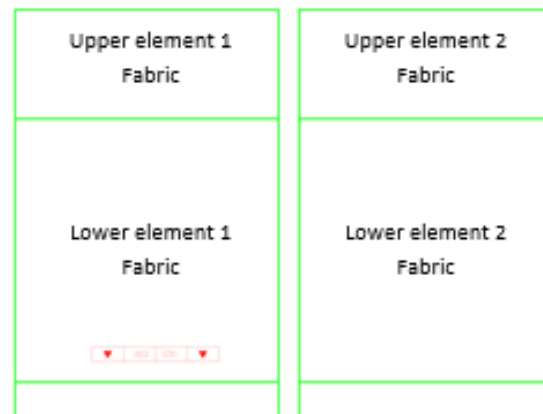 Upper element 1
Fabric
Upper element 2
Fabric
Lower element 1
Fabric
Lower element 2
Fabric